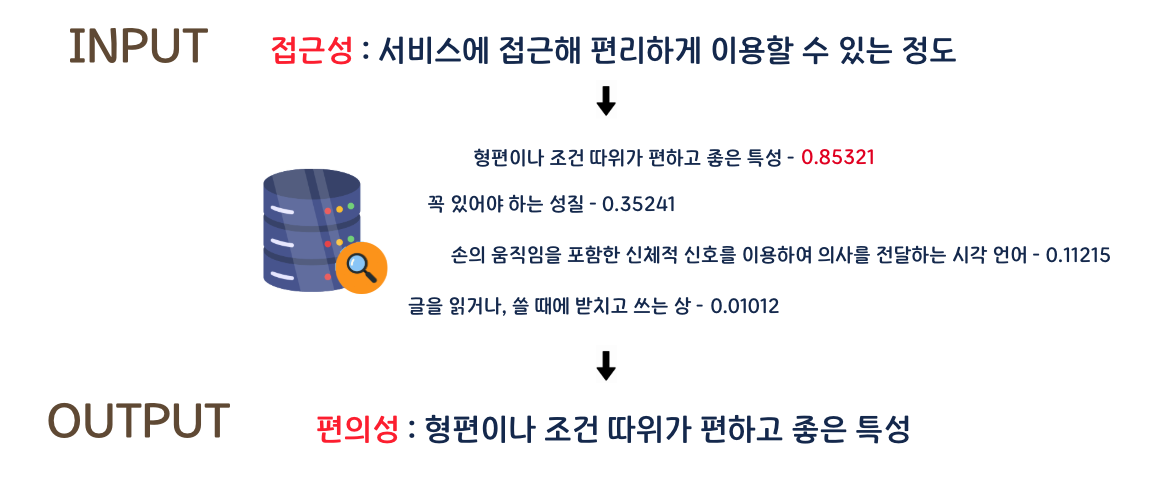 INPUT
접근성 : 서비스에 접근해 편리하게 이용할 수 있는 정도
형편이나 조건 따위가 편하고 좋은 특성 - 0.85321
꼭 있어야 하는 성질 - 0.35241
손의 움직임을 포함한 신체적 신호를 이용하여 의사를 전달하는 시각 언어 - 0.11215
글을 읽거나, 쓸 때에 받치고 쓰는 상 - 0.01012
OUTPUT
편의성 : 형편이나 조건 따위가 편하고 좋은 특성